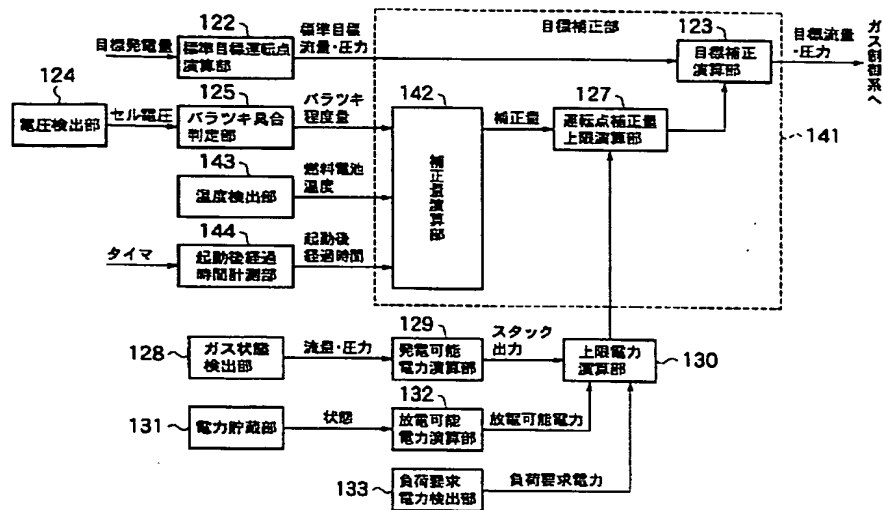 122
標準目標
流量・圧力
目標補正部
123
目標発電量
標準目標運転点
演算部
目標補正
演算部
目標流量
・圧力
ガス制御系へ
124
125
バラツキ
程度量
142
127
セル電圧
電圧検出部
バラツキ具合
判定部
補正量
運転点補正量
上限演算部
141
143
燃料電池
温度
温度検出部
補正量演算部
144
起動後
経過時間
タイマ
起動後経過
時間計測部
128
ガス状態
検出部
流量・圧力
129
発電可能
電力演算部
スタック
出力
上限電力
演算部
130
131
電力貯蔵部
状態
132
放電可能
電力演算部
放電可能電力
133
負荷要求
電力検出部
負荷要求電力